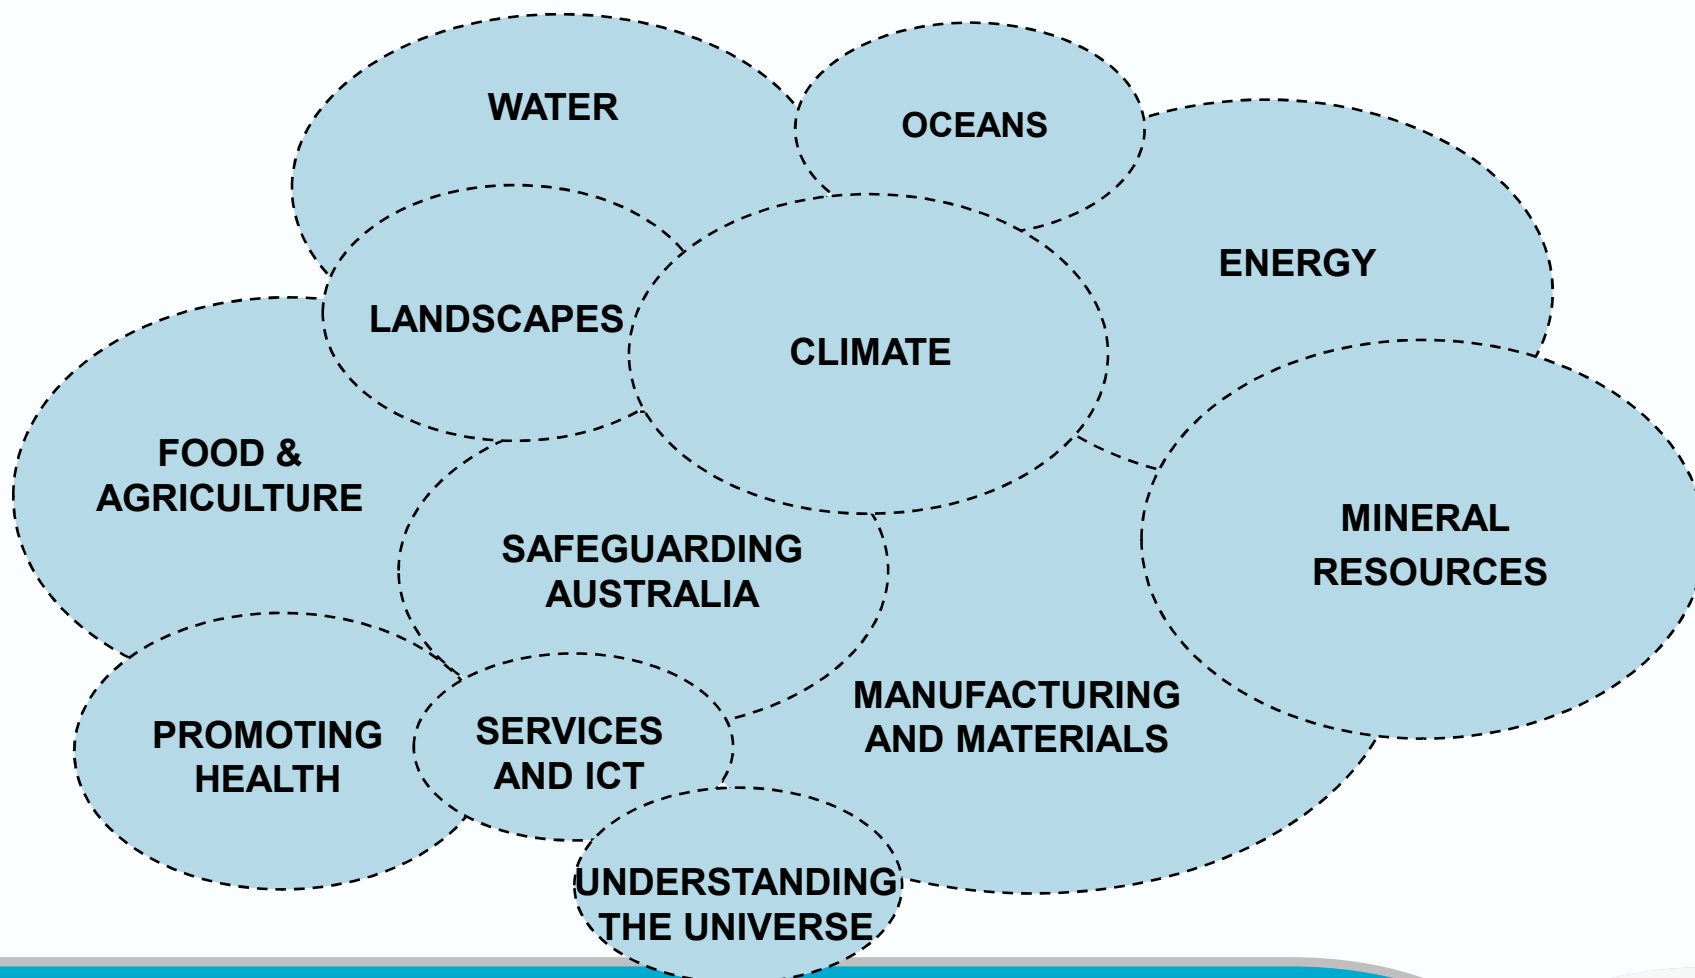 WATER
OCEANS
ENERGY
LANDSCAPES
CLIMATE
FOOD &
AGRICULTURE
MINERAL
RESOURCES
SAFEGUARDING
AUSTRALIA
MANUFACTURING
AND MATERIALS
PROMOTING
HEALTH
SERVICES
AND ICT
UNDERSTANDING
THE UNIVERSE